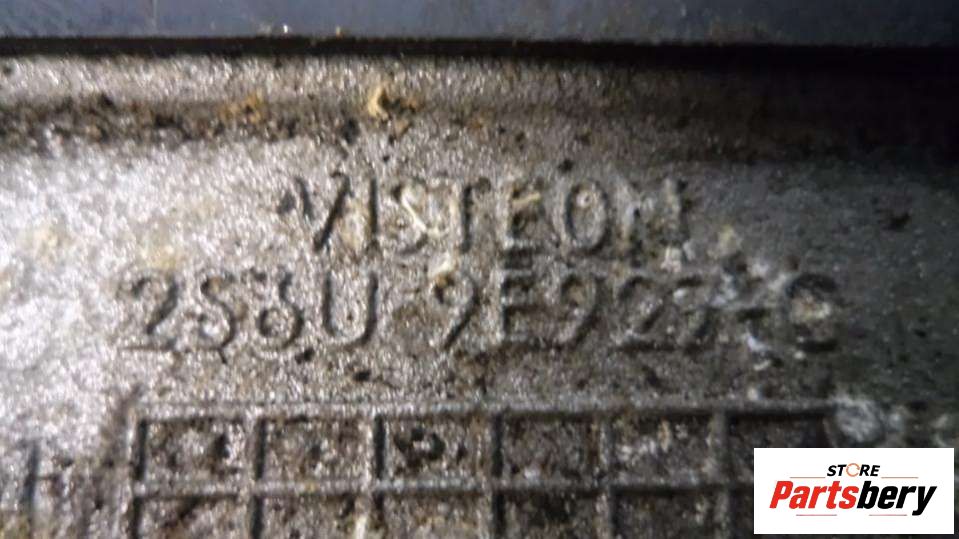 VISTEON
2S6U 9E927-C
STORE
Partsbery